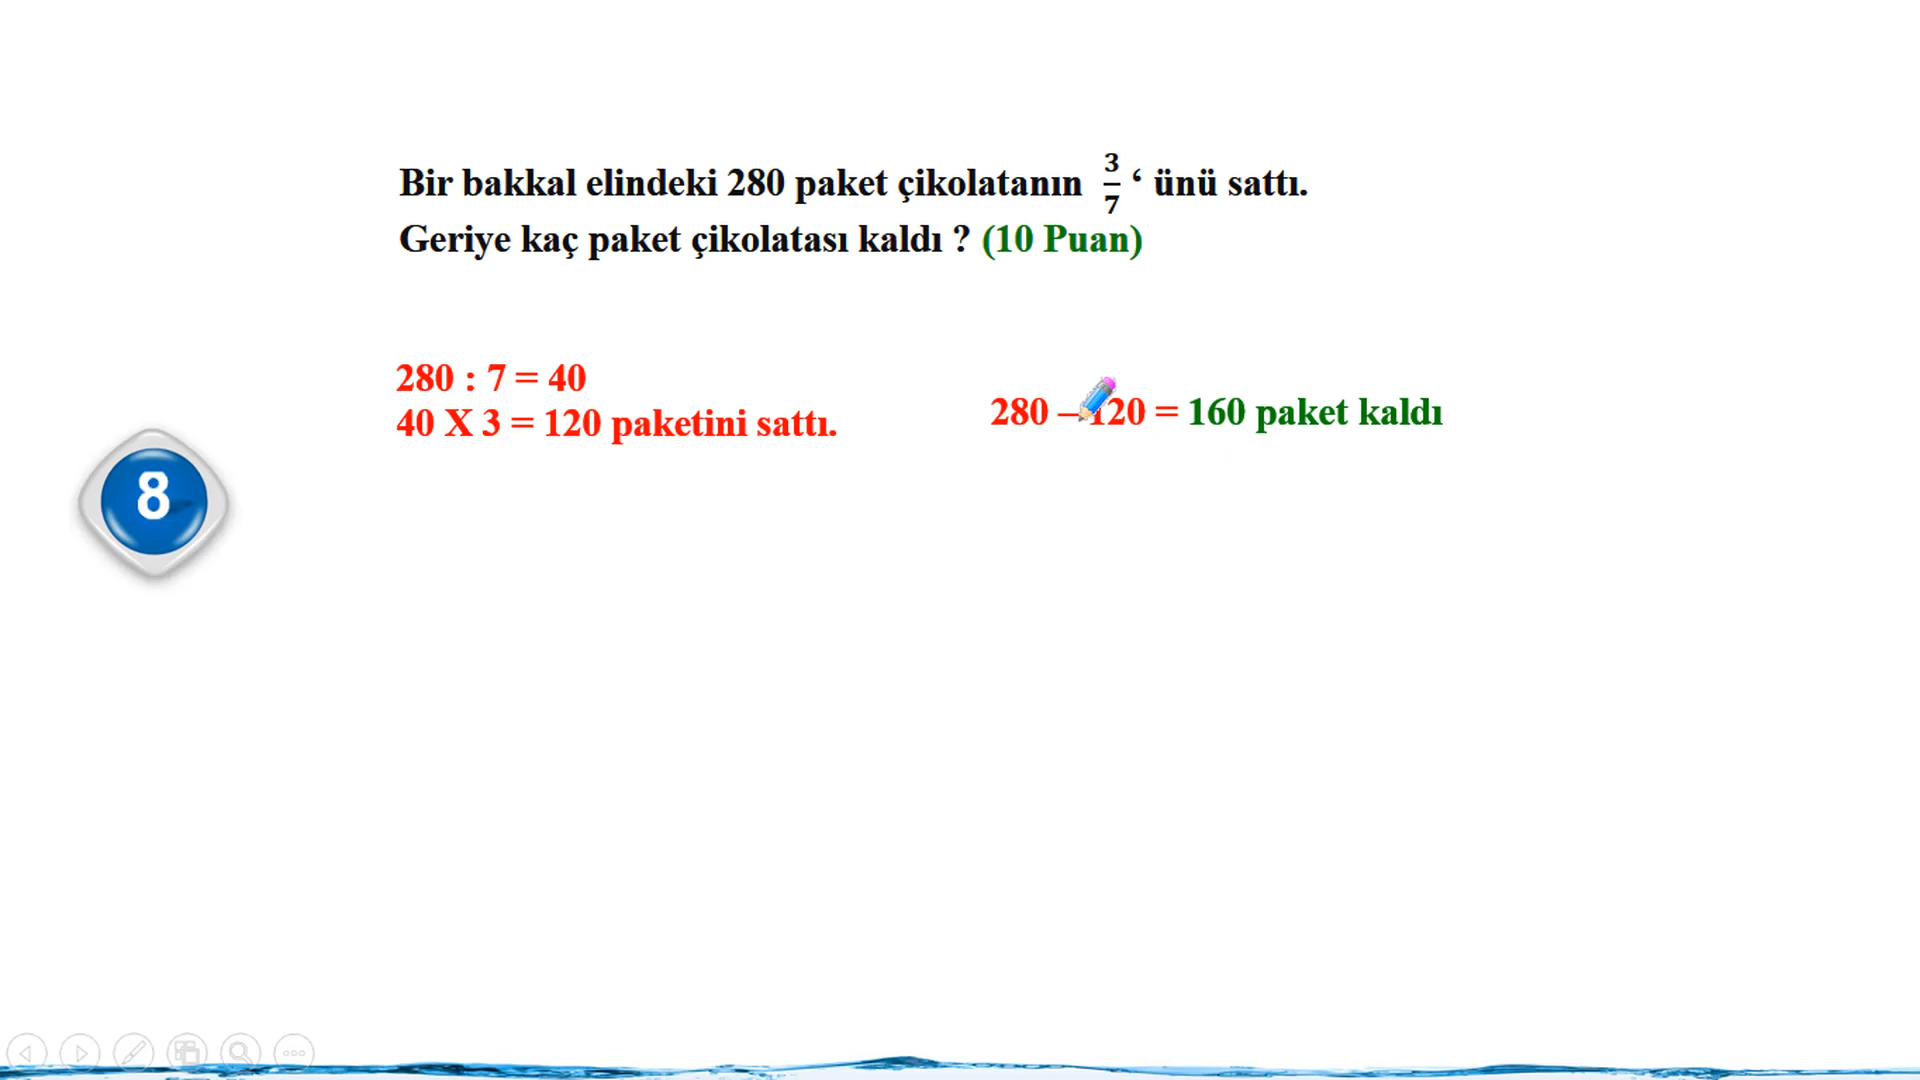 Bir bakkal elindeki 280 paket çikolatanın 3/7 ‘ ünü sattı.
Geriye kaç paket çikolatası kaldı ? (10 Puan)
280 : 7 = 40
40 X 3 = 120 paketini sattı.
280 – 120 = 160 paket kaldı
8